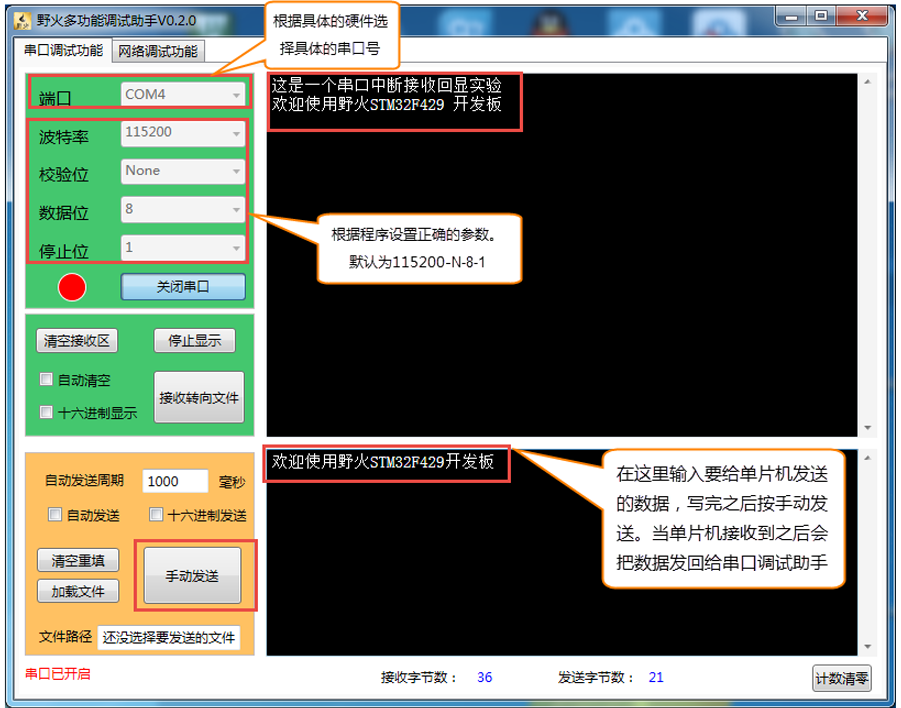 野火多功能调试助手V0.2.0
根据具体的硬件选
择具体的串口号
串口调试功能
网络调试功能
端口
COM4
波特率
115200
校验位
None
数据位
8
停止位
1
关闭串口
这是一个串口中断接收回显实验
欢迎使用野火STM32F429 开发板
根据程序设置正确的参数。
默认为115200-N-8-1
清空接收区
停止显示
自动清空
十六进制显示
接收转向文件
自动发送周期
1000
毫秒
自动发送
十六进制发送
清空重填
加载文件
手动发送
文件路径
还没选择要发送的文件
欢迎使用野火STM32F429开发板
在这里输入要给单片机发送
的数据，写完之后按手动发
送。当单片机接收到之后会
把数据发回给串口调试助手
串口已开启
接收字节数： 36
发送字节数： 21
计数清零